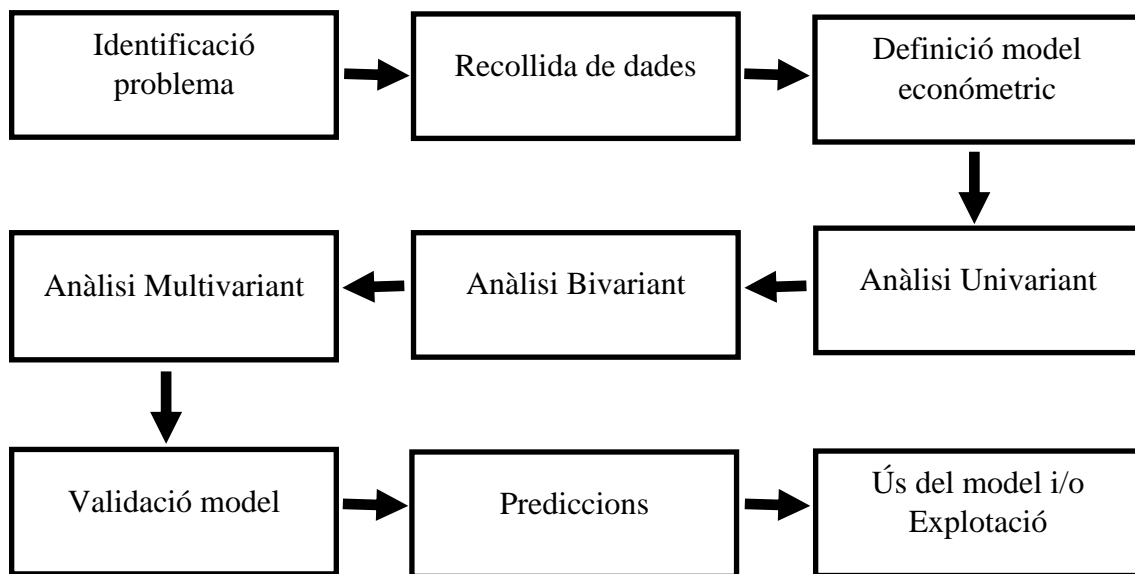 Identificació
problema
Recollida de dades
Definició model
económetric
Anàlisi Univariant
Anàlisi Bivariant
Anàlisi Multivariant
Validació model
Prediccions
Ús del model i/o
Explotació